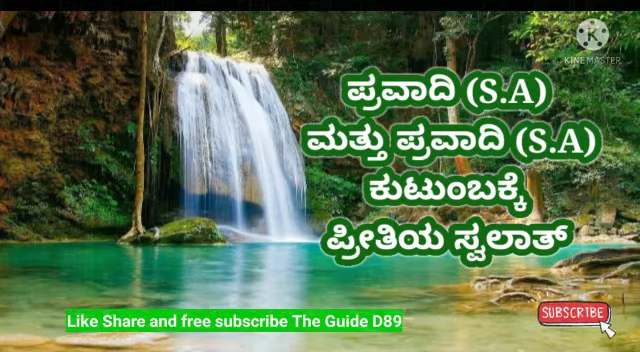 KINEMASTER
ಪ್ರವಾದಿ (S.A)
ಮತ್ತು ಪ್ರವಾದಿ (S.A)
ಕುಟುಂಬಕ್ಕೆ
ಪ್ರೀತಿಯ ಸ್ವಲಾತ್
Like Share and free subscribe The Guide D89
SUBSCRIBE